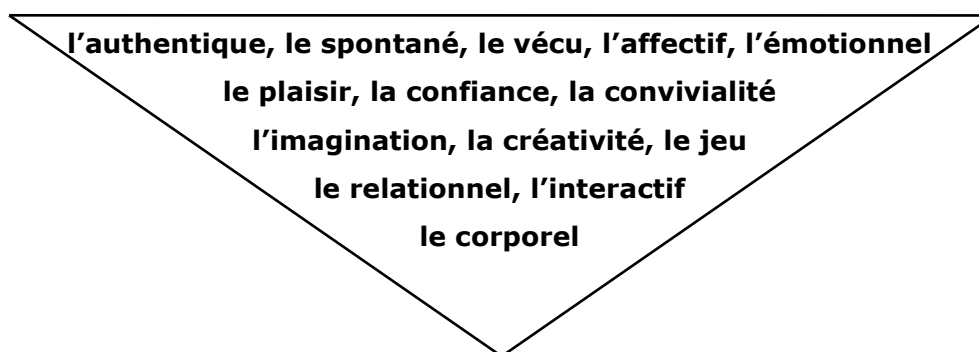 l’authentique, le spontané, le vécu, l’affectif, l’émotionnel
le plaisir, la confiance, la convivialité
l’imagination, la créativité, le jeu
le relationnel, l’interactif
le corporel